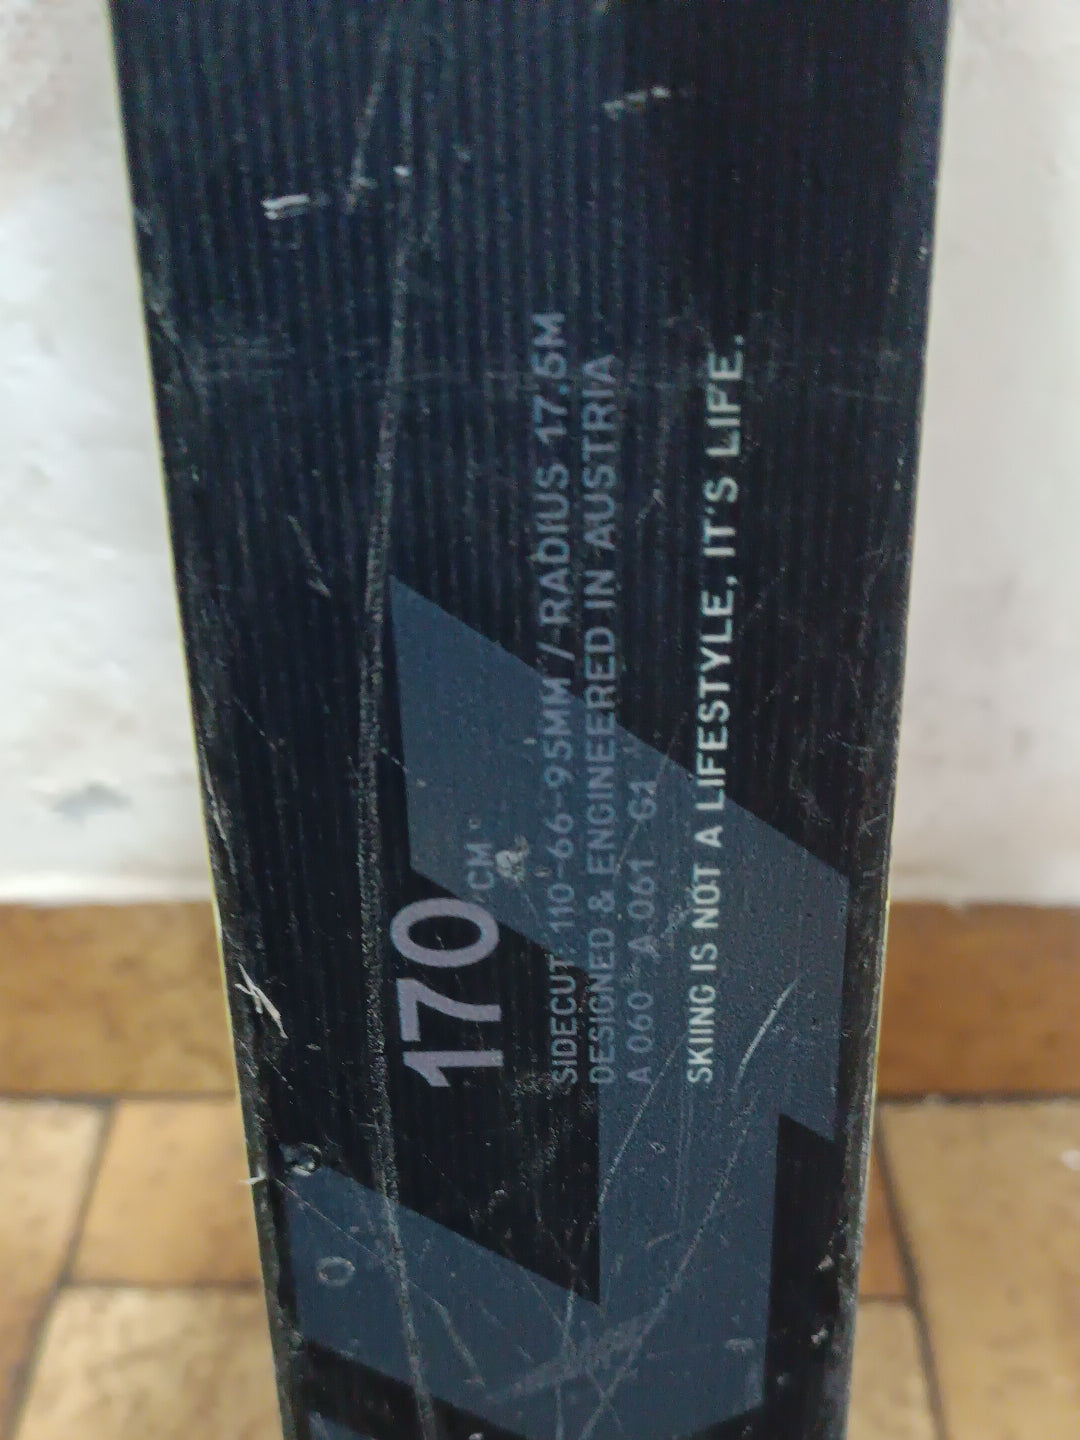 170 CM
SIDECUT: 110-66-95MM / RADIUS 17.5M
DESIGNED & ENGINEERED IN AUSTRIA
A 060 A 061 G1
SKIING IS NOT A LIFESTYLE, IT'S LIFE.